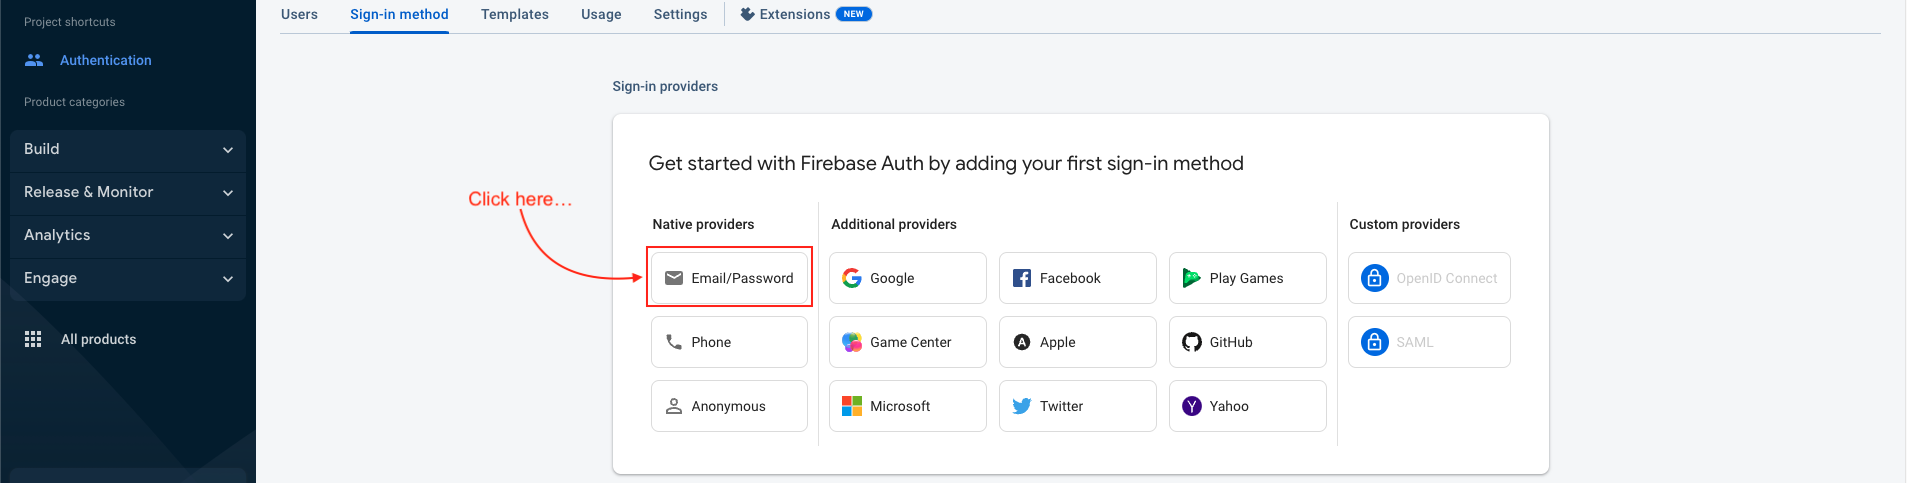 Project shortcuts
Authentication
Product categories
Build
Release & Monitor
Analytics
Engage
All products
Users Sign-in method Templates Usage Settings Extensions NEW
Sign-in providers
Get started with Firebase Auth by adding your first sign-in method
Click here...
Native providers
Email/Password
Phone
Anonymous
Additional providers
Google Facebook Play Games
Game Center Apple GitHub
Microsoft Twitter Yahoo
Custom providers
OpenID Connect
SAML